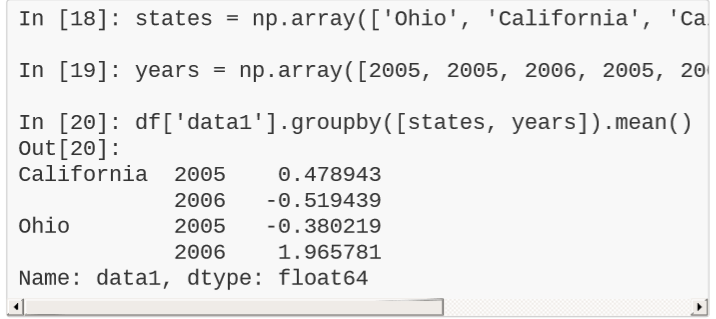 In [18]: states = np.array(['Ohio', 'California', 'Ca
In [19]: years = np.array([2005, 2005, 2006, 2005, 20
In [20]: df['data1'].groupby([states, years]).mean()
Out[20]:
California  2005    0.478943
            2006   -0.519439
Ohio        2005   -0.380219
            2006    1.965781
Name: data1, dtype: float64